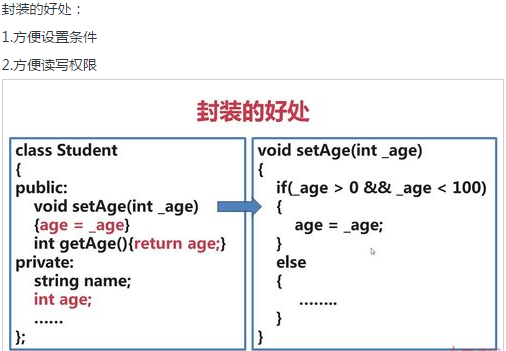 封装的好处：
1.方便设置条件
2.方便读写权限
封装的好处
class Student
{
public:
void setAge(int _age)
{age = _age}
int getAge(){return age;}
private:
string name;
int age;
……
};
void setAge(int _age)
{
if(_age > 0 && _age < 100)
{
age = _age;
}
else
{
........
}
}